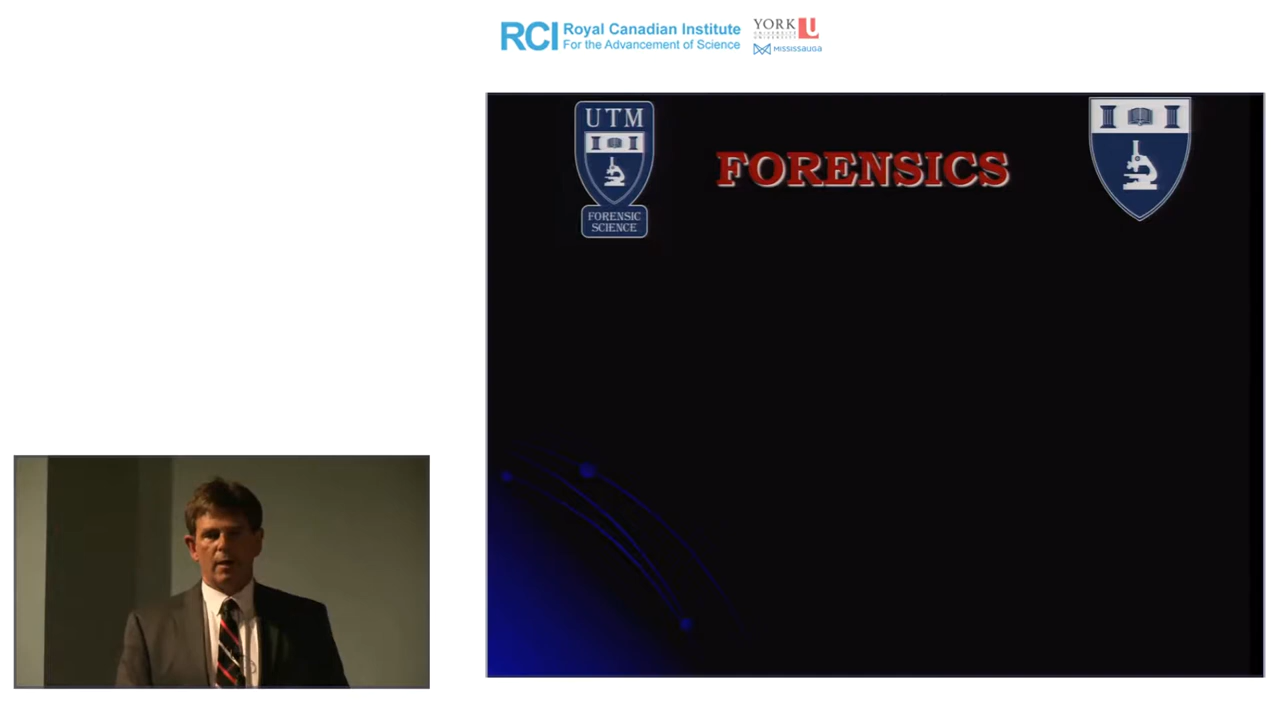 RCI Royal Canadian Institute
For the Advancement of Science
YORK U
MISSISSAUGA
UTM
FORENSIC
SCIENCE
FORENSICS